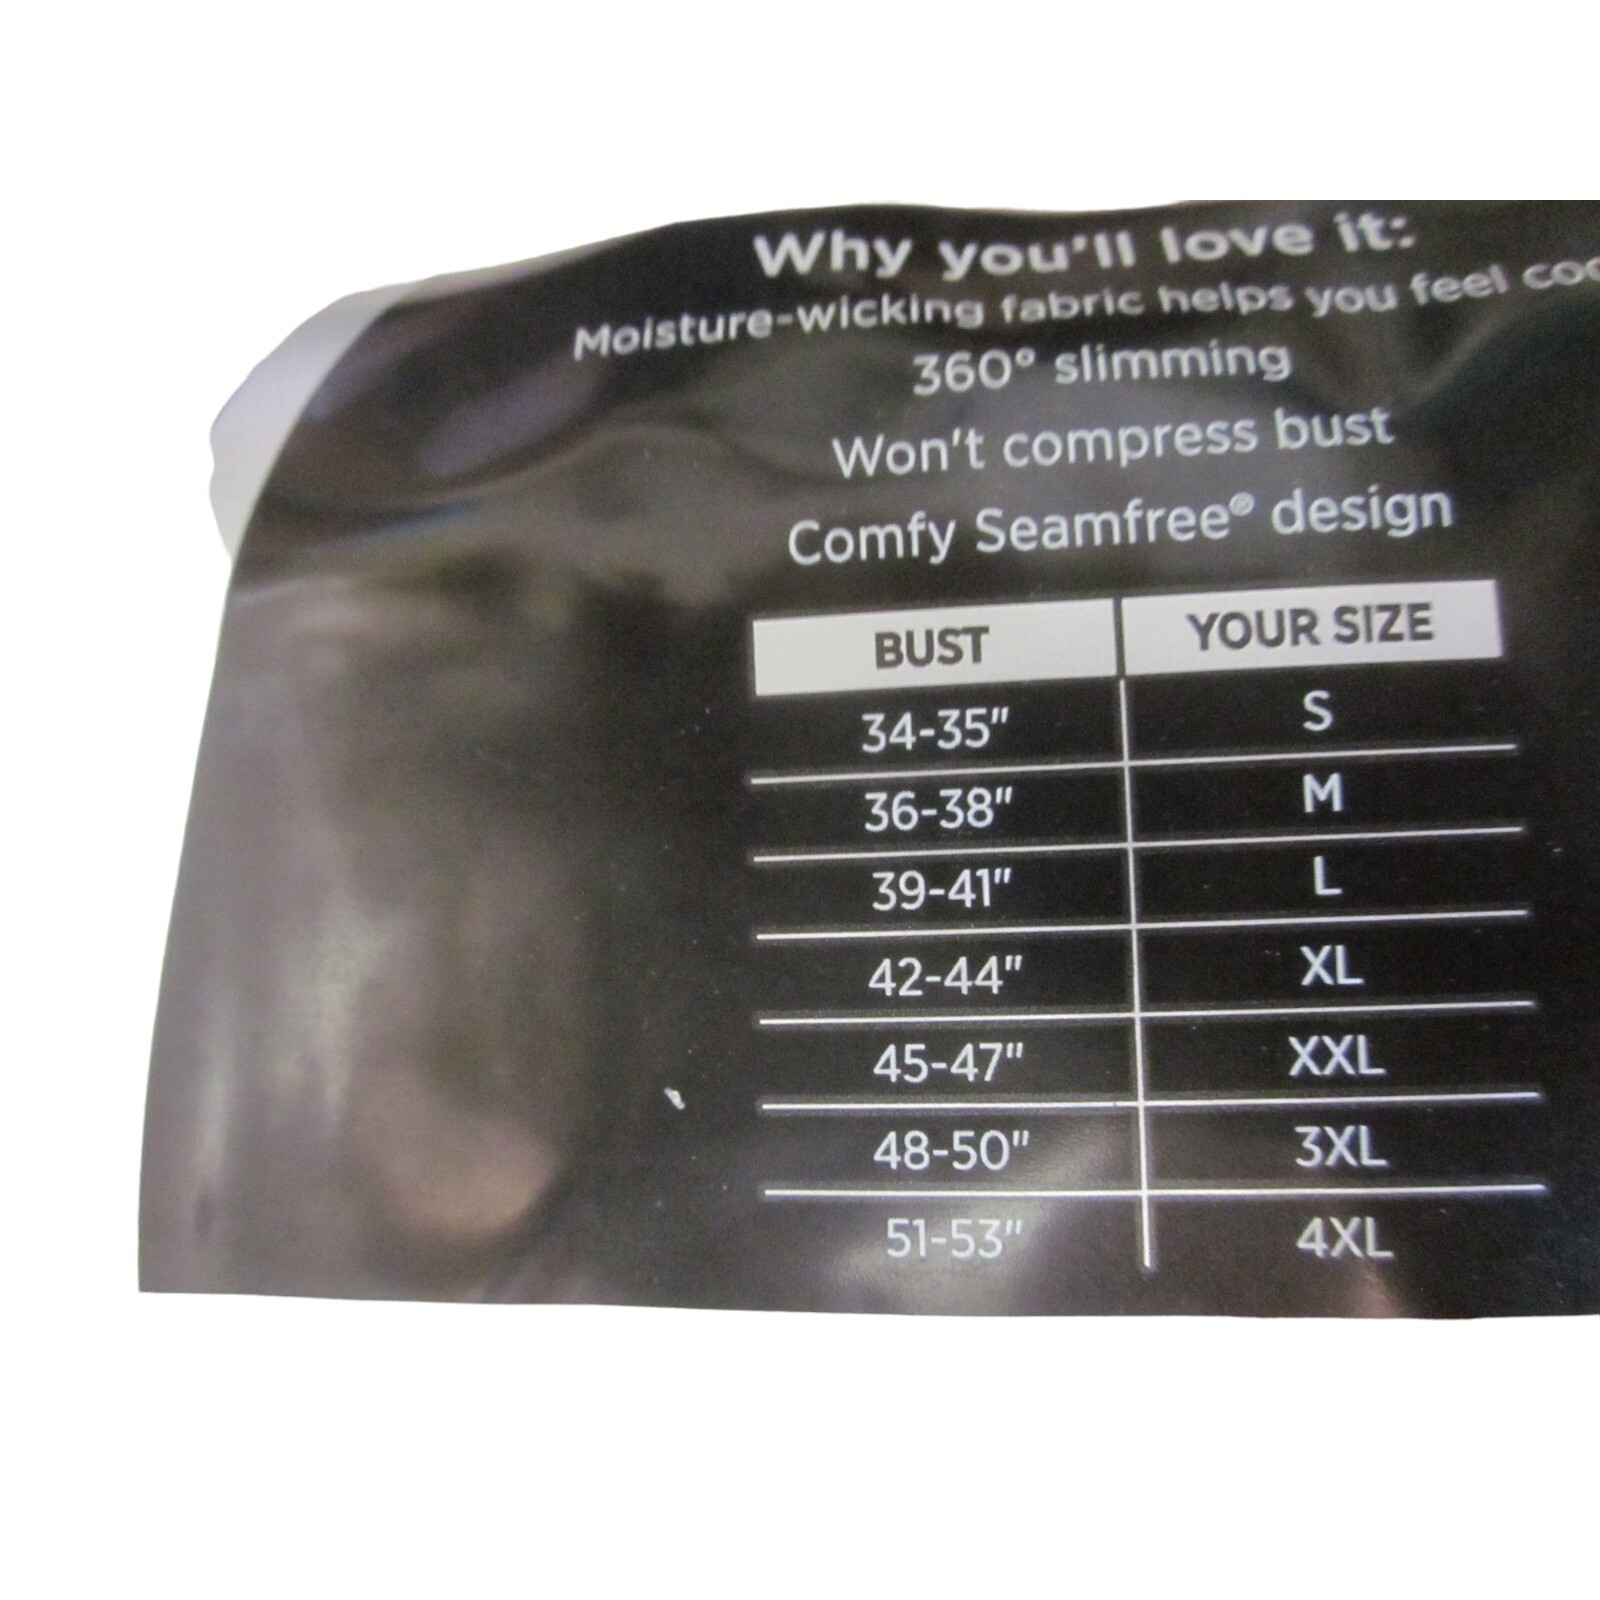 Why you'll love it:
Moisture-wicking fabric helps you feel
360° slimming
Won't compress bust
Comfy Seamfree® design
BUST YOUR SIZE
34-35" S
36-38" M
39-41" L
42-44" XL
45-47" XXL
48-50" 3XL
51-53" 4XL